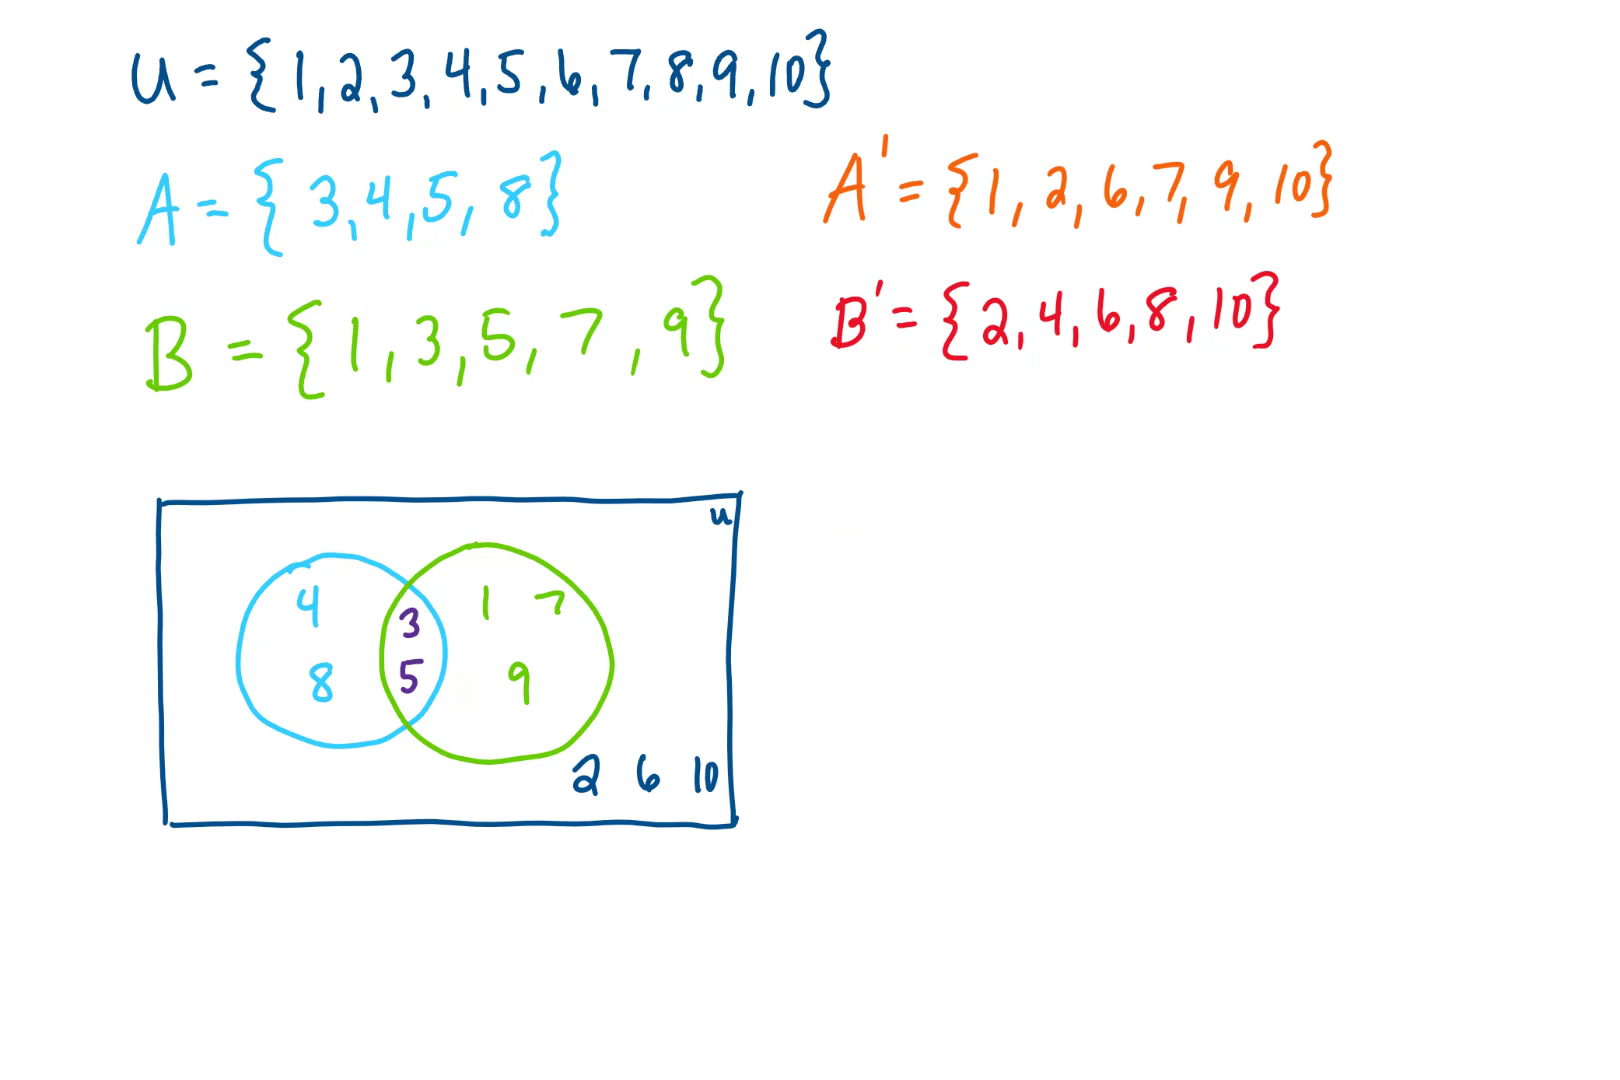 U = {1, 2, 3, 4, 5, 6, 7, 8, 9, 10}
A = {3, 4, 5, 8}
A' = {1, 2, 6, 7, 9, 10}
B = {1, 3, 5, 7, 9}
B' = {2, 4, 6, 8, 10}
u
4 3 1 7
8 5 9
2 6 10